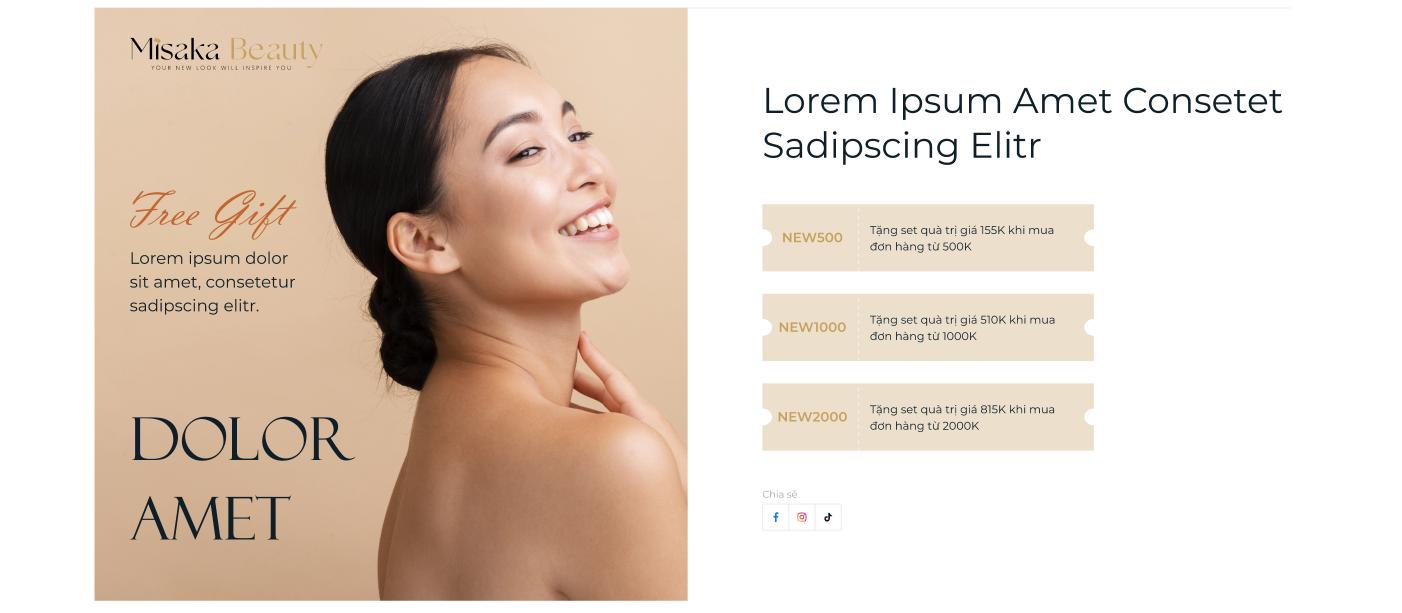 Misaka Beauty
YOUR NEW LOOK WILL INSPIRE YOU
Free Gift
Lorem ipsum dolor
sit amet, consetetur
sadipscing elitr.
DOLOR
AMET
Lorem Ipsum Amet Consetet
Sadipscing Elitr
NEW500
Tặng set quà trị giá 155K khi mua
đơn hàng từ 500K
NEW1000
Tặng set quà trị giá 510K khi mua
đơn hàng từ 1000K
NEW2000
Tặng set quà trị giá 815K khi mua
đơn hàng từ 2000K
Chia sẽ